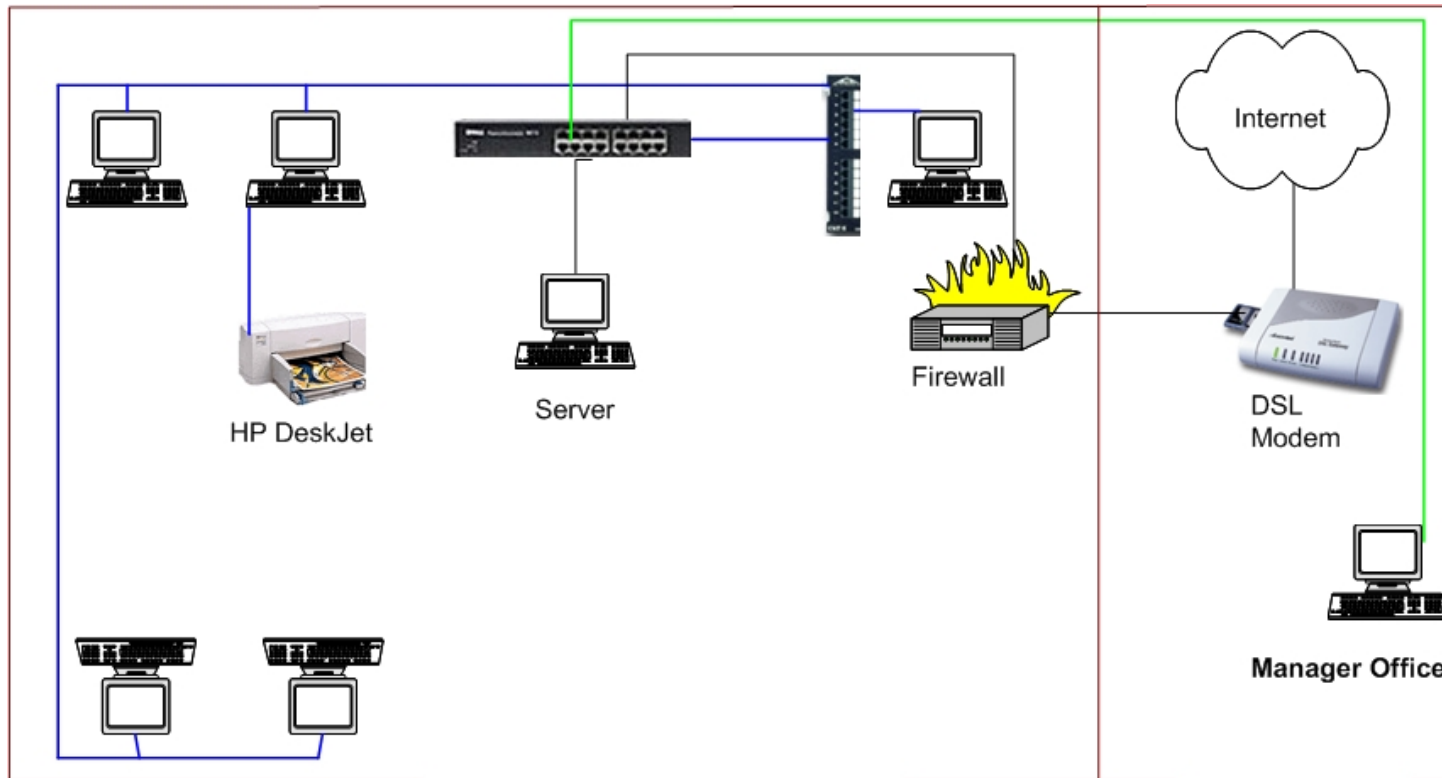 Internet
Firewall
HP DeskJet
Server
DSL
Modem
Manager Office